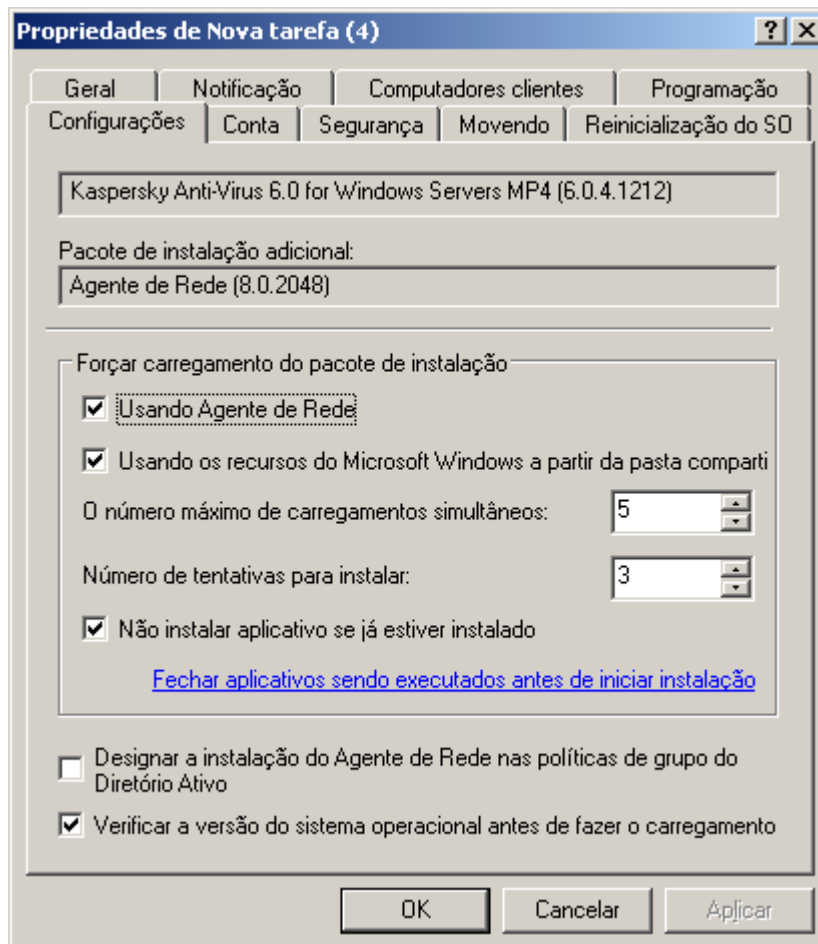 Propriedades de Nova tarefa (4)
Geral Notificação Computadores clientes Programação
Configurações Conta Segurança Movendo Reinicialização do SO
Kaspersky Anti-Virus 6.0 for Windows Servers MP4 (6.0.4.1212)
Pacote de instalação adicional:
Agente de Rede (8.0.2048)
Forçar carregamento do pacote de instalação
Usando Agente de Rede
Usando os recursos do Microsoft Windows a partir da pasta comparti
O número máximo de carregamentos simultâneos: 5
Número de tentativas para instalar: 3
Não instalar aplicativo se já estiver instalado
Fechar aplicativos sendo executados antes de iniciar instalação
Designar a instalação do Agente de Rede nas políticas de grupo do
Diretório Ativo
Verificar a versão do sistema operacional antes de fazer o carregamento
OK Cancelar Aplicar